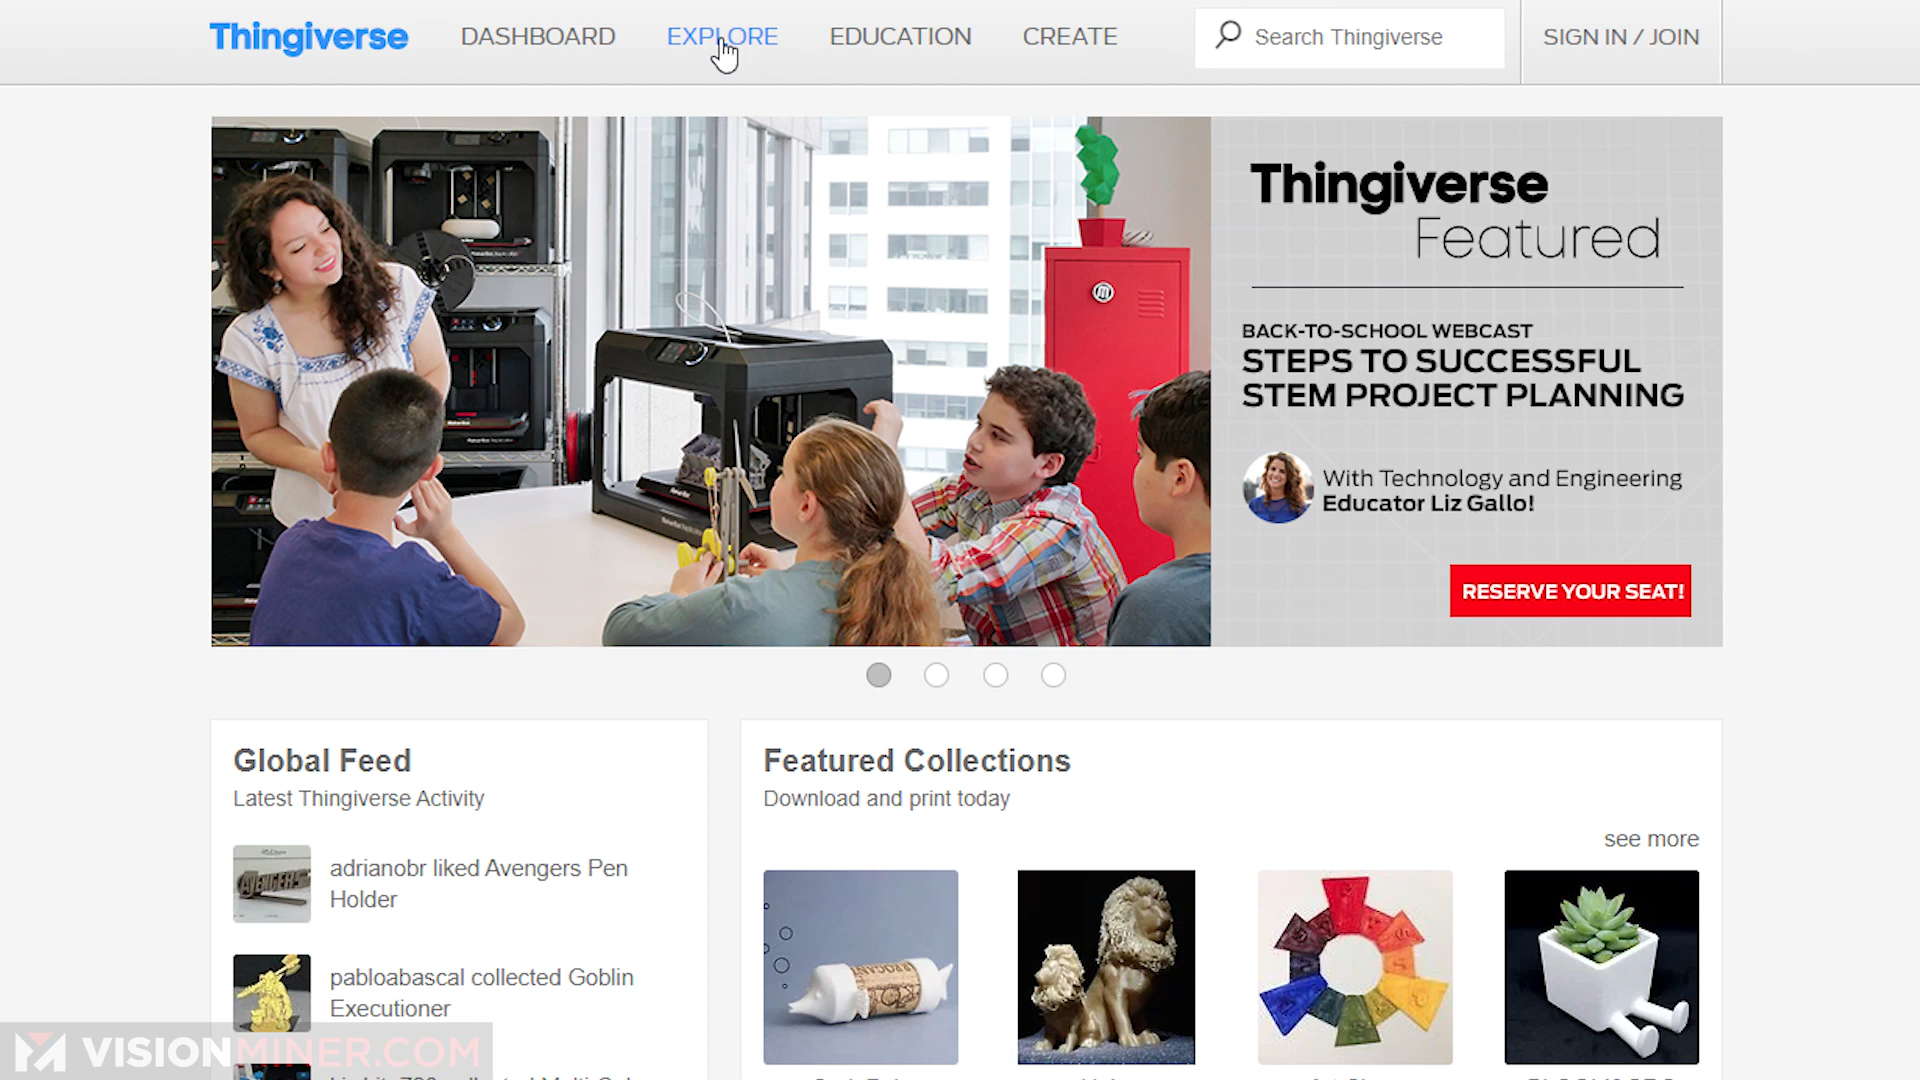 Thingiverse
DASHBOARD
EXPLORE
EDUCATION
CREATE
Search Thingiverse
SIGN IN / JOIN
Thingiverse
Featured
BACK-TO-SCHOOL WEBCAST
STEPS TO SUCCESSFUL
STEM PROJECT PLANNING
With Technology and Engineering
Educator Liz Gallo!
RESERVE YOUR SEAT!
Global Feed
Latest Thingiverse Activity
adrianobr liked Avengers Pen
Holder
pabloabascal collected Goblin
Executioner
Featured Collections
Download and print today
see more
AVENGERS
VISIONMINER.COM